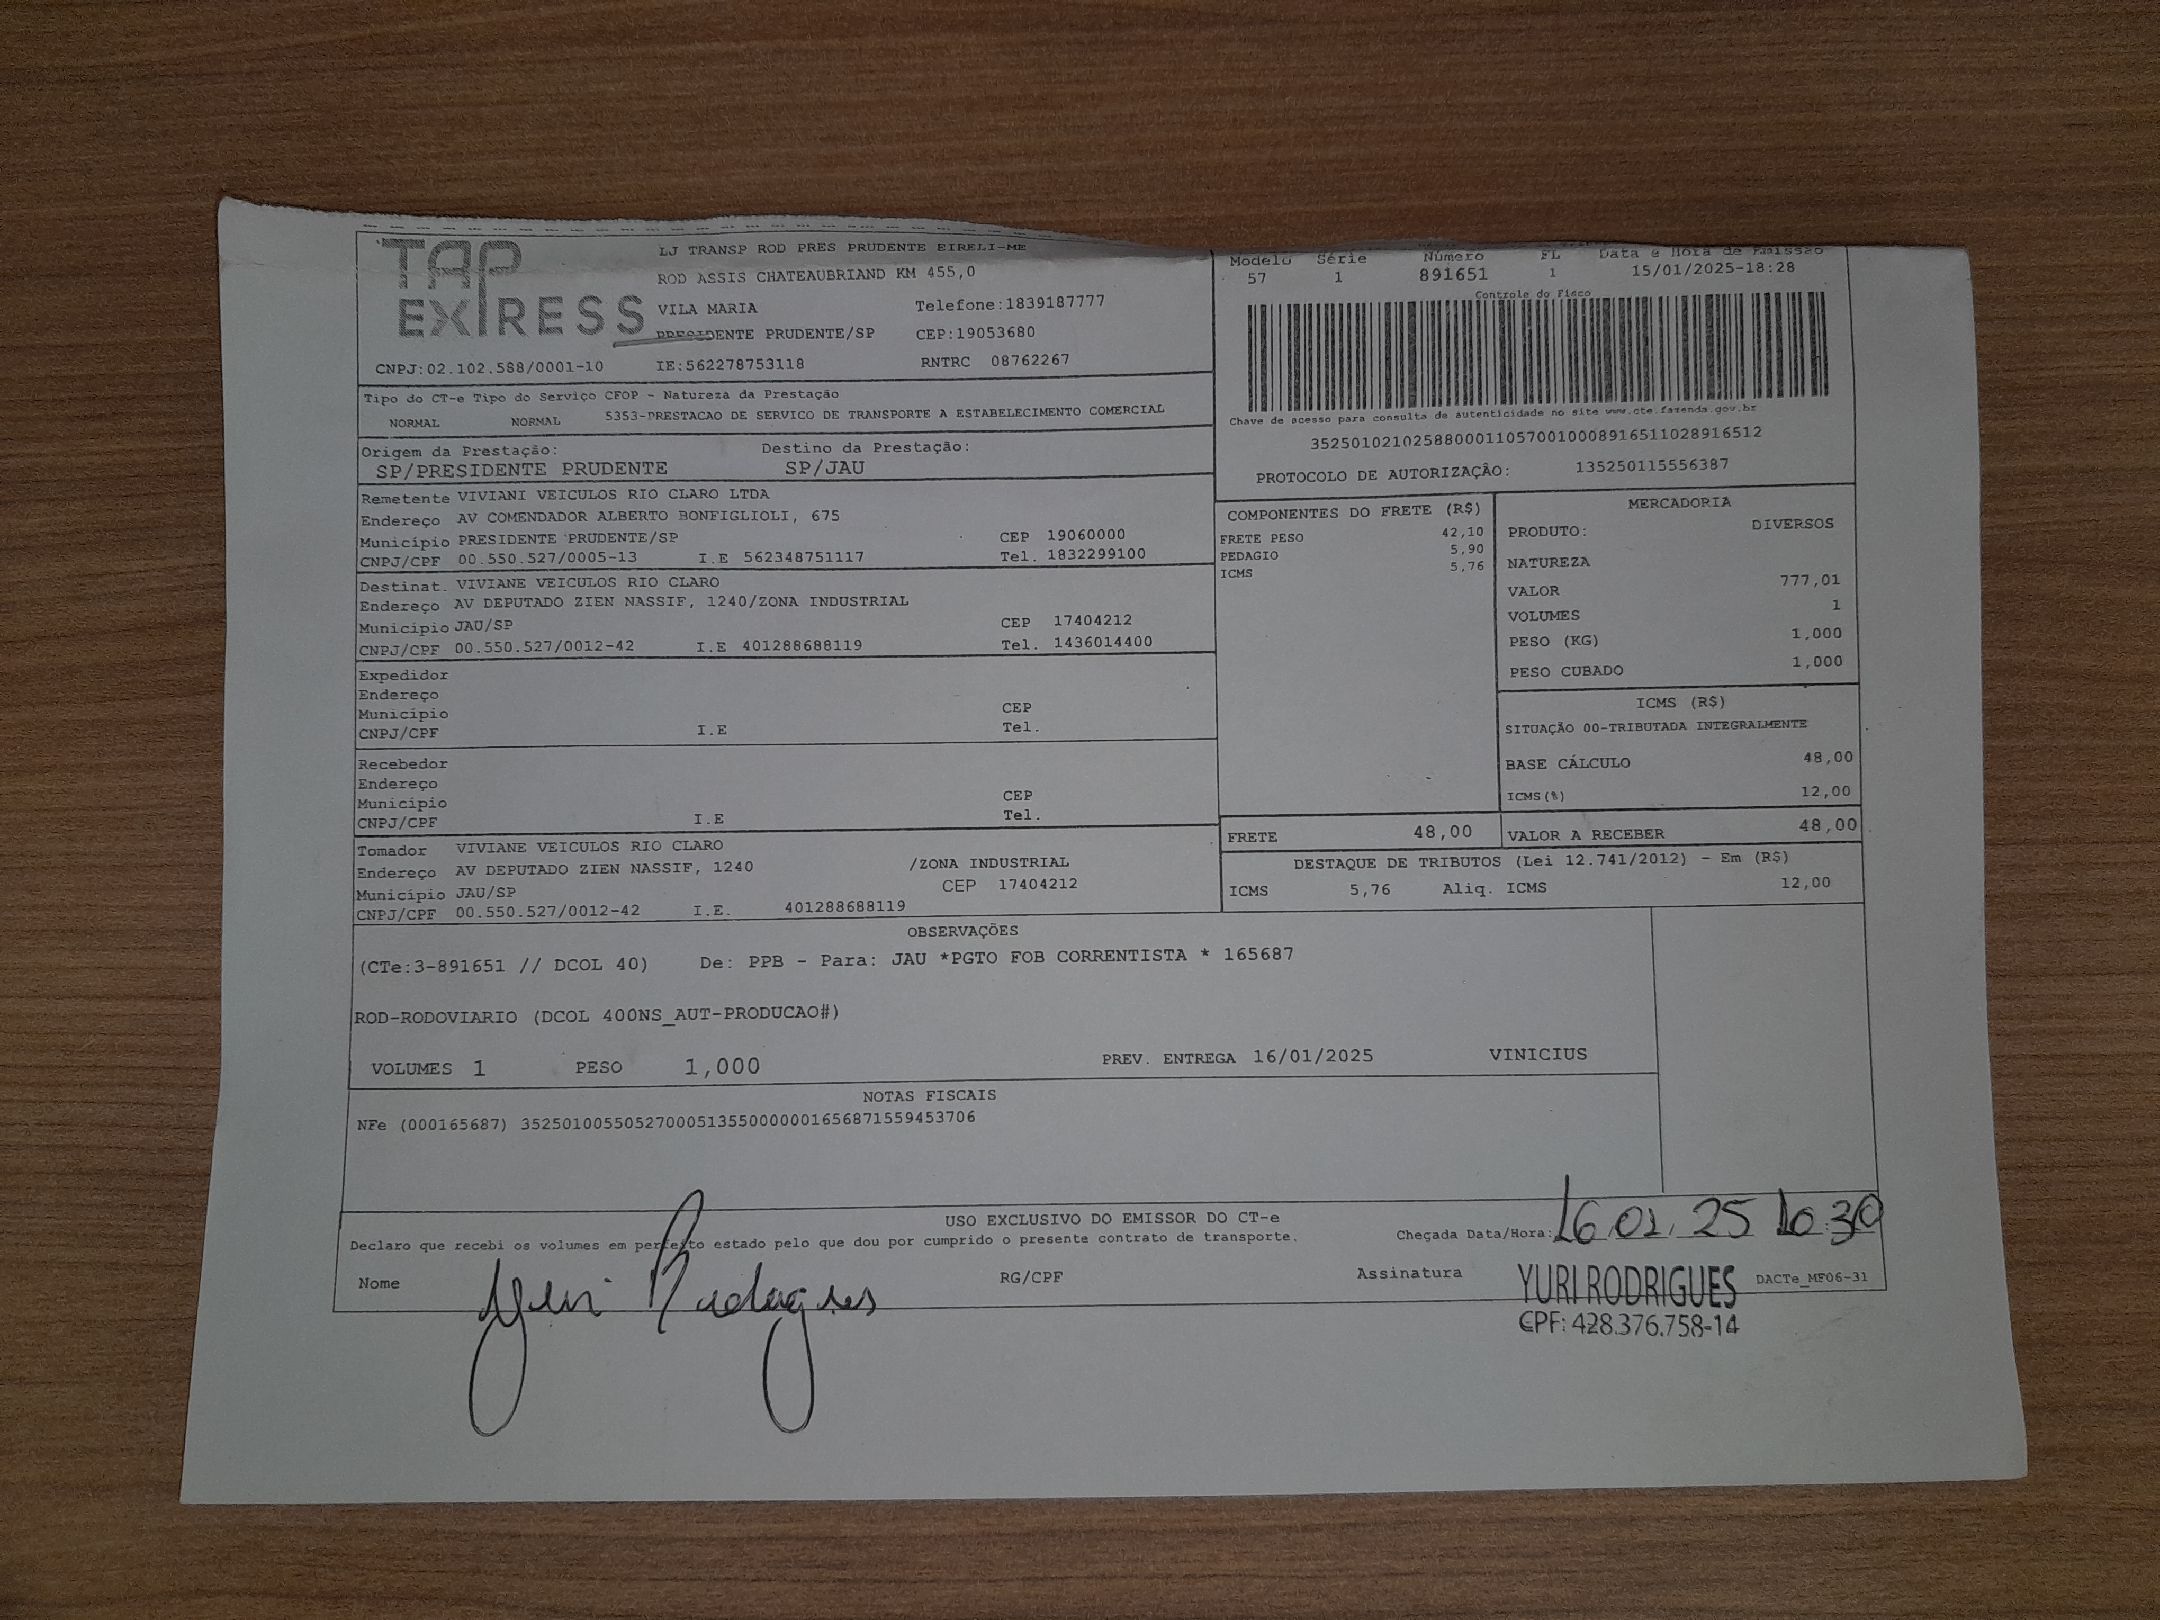 TAP
EXPRESS
LJ TRANSP ROD PRES PRUDENTE EIRELI-ME
ROD ASSIS CHATEAUBRIAND KM 455,0
VILA MARIA Telefone:1839187777
PRESIDENTE PRUDENTE/SP CEP:19053680
CNPJ:02.102.588/0001-10 IE:562278753118 RNTRC 08762267
Modelo Série Número FL Data e Hora de Emissão
57 1 891651 1 15/01/2025-18:28
Controle do Fisco
Chave de acesso para consulta de autenticidade no site www.cte.fazenda.gov.br
35250102102588000110570010008916511028916512
PROTOCOLO DE AUTORIZAÇÃO: 135250115556387
Tipo do CT-e Tipo do Serviço CFOP - Natureza da Prestação
NORMAL NORMAL 5353-PRESTACAO DE SERVICO DE TRANSPORTE A ESTABELECIMENTO COMERCIAL
Origem da Prestação: Destino da Prestação:
SP/PRESIDENTE PRUDENTE SP/JAU
Remetente VIVIANI VEICULOS RIO CLARO LTDA
Endereço AV COMENDADOR ALBERTO BONFIGLIOLI, 675
Município PRESIDENTE PRUDENTE/SP CEP 19060000
CNPJ/CPF 00.550.527/0005-13 I.E 562348751117 Tel. 1832299100
Destinat. VIVIANE VEICULOS RIO CLARO
Endereço AV DEPUTADO ZIEN NASSIF, 1240/ZONA INDUSTRIAL
Município JAU/SP CEP 17404212
CNPJ/CPF 00.550.527/0012-42 I.E 401288688119 Tel. 1436014400
Expedidor
Endereço
Município CEP
CNPJ/CPF I.E Tel.
Recebedor
Endereço
Município CEP
CNPJ/CPF I.E Tel.
Tomador VIVIANE VEICULOS RIO CLARO
Endereço AV DEPUTADO ZIEN NASSIF, 1240 /ZONA INDUSTRIAL
Município JAU/SP CEP 17404212
CNPJ/CPF 00.550.527/0012-42 I.E. 401288688119
COMPONENTES DO FRETE (R$)
FRETE PESO 42,10
PEDAGIO 5,90
ICMS 5,76
MERCADORIA
PRODUTO: DIVERSOS
NATUREZA
VALOR 777,01
VOLUMES 1
PESO (KG) 1,000
PESO CUBADO 1,000
ICMS (R$)
SITUAÇÃO 00-TRIBUTADA INTEGRALMENTE
BASE CÁLCULO 48,00
ICMS(%) 12,00
FRETE 48,00 VALOR A RECEBER 48,00
DESTAQUE DE TRIBUTOS (Lei 12.741/2012) - Em (R$)
ICMS 5,76 Aliq. ICMS 12,00
OBSERVAÇÕES
(CTe:3-891651 // DCOL 40) De: PPB - Para: JAU *PGTO FOB CORRENTISTA * 165687
ROD-RODOVIARIO (DCOL 400NS_AUT-PRODUCAO#)
VOLUMES 1 PESO 1,000 PREV. ENTREGA 16/01/2025 VINICIUS
NOTAS FISCAIS
NFe (000165687) 35250100550527000513550000001656871559453706
USO EXCLUSIVO DO EMISSOR DO CT-e
Declaro que recebi os volumes em perfeito estado pelo que dou por cumprido o presente contrato de transporte.
Chegada Data/Hora: 16 01 25 10:30
Nome Yuri Rodrigues RG/CPF Assinatura
YURI RODRIGUES
CPF: 428.376.758-14
DACTe_MF06-31